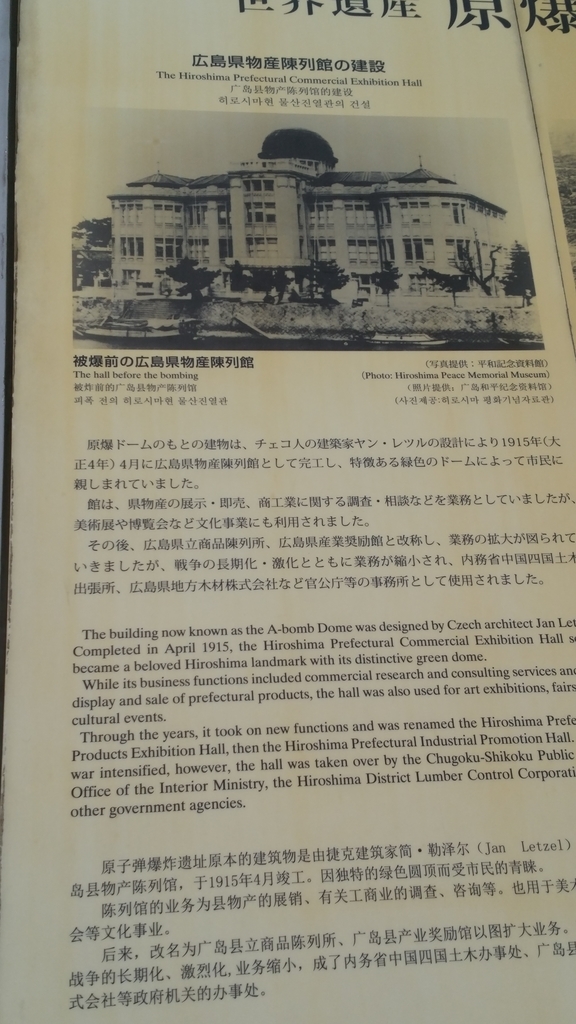 世界遺産 原爆
広島県物産陳列館の建設
The Hiroshima Prefectural Commercial Exhibition Hall
广岛县物产陈列馆的建设
히로시마현 물산진열관의 건설
被爆前の広島県物産陳列館
The hall before the bombing
被炸前的广岛县物产陈列馆
피폭 전의 히로시마현 물산진열관
(写真提供：平和記念資料館)
(Photo: Hiroshima Peace Memorial Museum)
(照片提供：广岛和平纪念资料馆)
(사진제공:히로시마 평화기념자료관)
原爆ドームのもとの建物は、チェコ人の建築家ヤン・レツルの設計により1915年(大
正4年) 4月に広島県物産陳列館として完工し、特徴ある緑色のドームによって市民に
親しまれていました。
館は、県物産の展示・即売、商工業に関する調査・相談などを業務としていましたが、
美術展や博覧会など文化事業にも利用されました。
その後、広島県立商品陳列所、広島県産業奨励館と改称し、業務の拡大が図られて
いきましたが、戦争の長期化・激化とともに業務が縮小され、内務省中国四国土木
出張所、広島県地方木材株式会社など官公庁等の事務所として使用されました。
The building now known as the A-bomb Dome was designed by Czech architect Jan Let
Completed in April 1915, the Hiroshima Prefectural Commercial Exhibition Hall s
became a beloved Hiroshima landmark with its distinctive green dome.
While its business functions included commercial research and consulting services and
display and sale of prefectural products, the hall was also used for art exhibitions, fairs
cultural events.
Through the years, it took on new functions and was renamed the Hiroshima Prefe
Products Exhibition Hall, then the Hiroshima Prefectural Industrial Promotion Hall.
war intensified, however, the hall was taken over by the Chugoku-Shikoku Public
Office of the Interior Ministry, the Hiroshima District Lumber Control Corporati
other government agencies.
原子弹爆炸遗址原本的建筑物是由捷克建筑家简・勒泽尔（Jan Letzel）
岛县物产陈列馆，于1915年4月竣工。因独特的绿色圆顶而受市民的青睐。
陈列馆的业务为县物产的展销、有关工商业的调查、咨询等。也用于美术
会等文化事业。
后来，改名为广岛县立商品陈列所、广岛县产业奖励馆以图扩大业务。
战争的长期化、激烈化,业务缩小，成了内务省中国四国土木办事处、广岛县
式会社等政府机关的办事处。